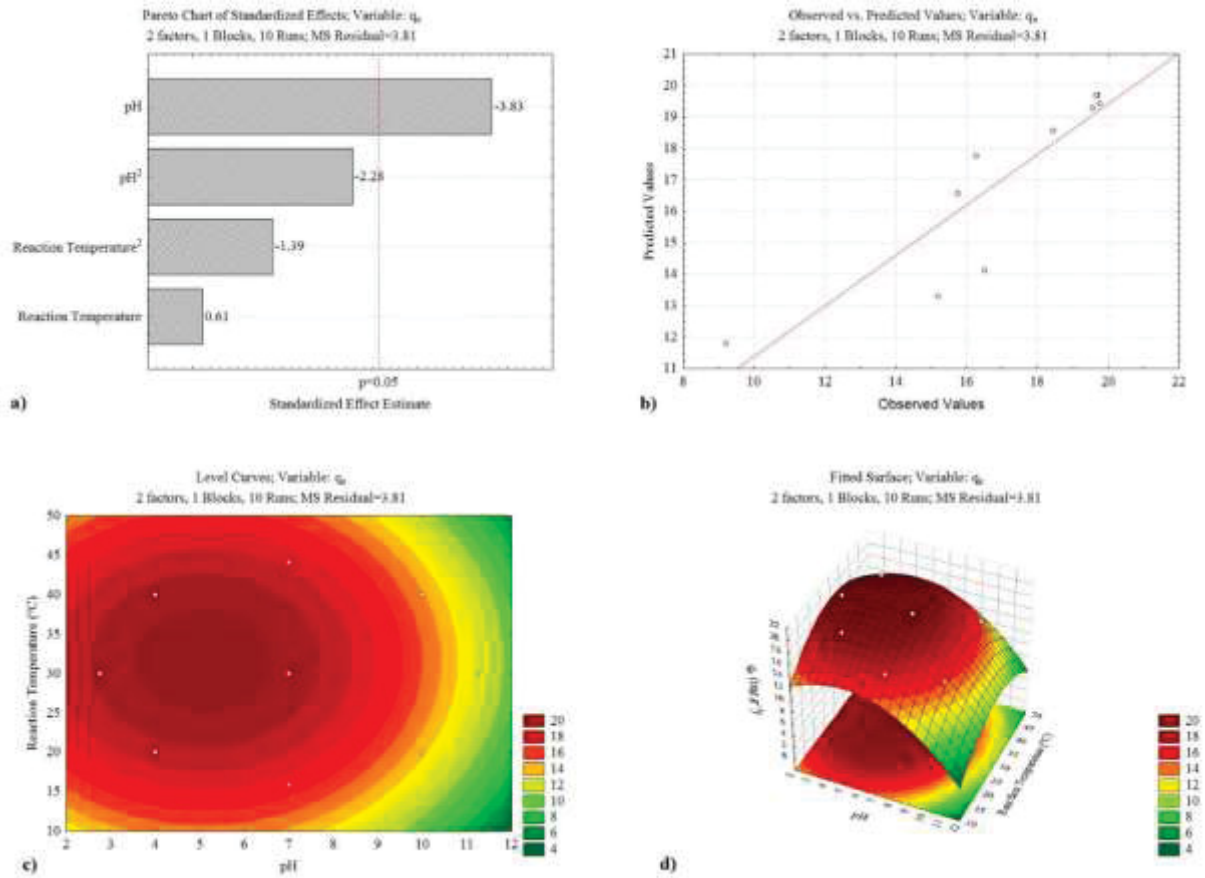 Pareto Chart of Standardized Effects; Variable: qₑ
2 factors, 1 Blocks, 10 Runs; MS Residual=3.81
pH
-3.83
pH²
-2.28
Reaction Temperature²
-1.39
Reaction Temperature
0.61
p=0.05
Standardized Effect Estimate
a)
Observed vs. Predicted Values; Variable: qₑ
2 factors, 1 Blocks, 10 Runs; MS Residual=3.81
21
20
19
18
17
16
15
14
13
12
11
Predicted Values
8 10 12 14 16 18 20 22
Observed Values
b)
Level Curves; Variable: qₑ
2 factors, 1 Blocks, 10 Runs; MS Residual=3.81
50
45
40
35
30
25
20
15
10
Reaction Temperature (°C)
2 3 4 5 6 7 8 9 10 11 12
pH
20
18
16
14
12
10
8
6
4
c)
Fitted Surface; Variable: qₑ
2 factors, 1 Blocks, 10 Runs; MS Residual=3.81
pH
Reaction Temperature (°C)
20
18
16
14
12
10
8
6
4
d)